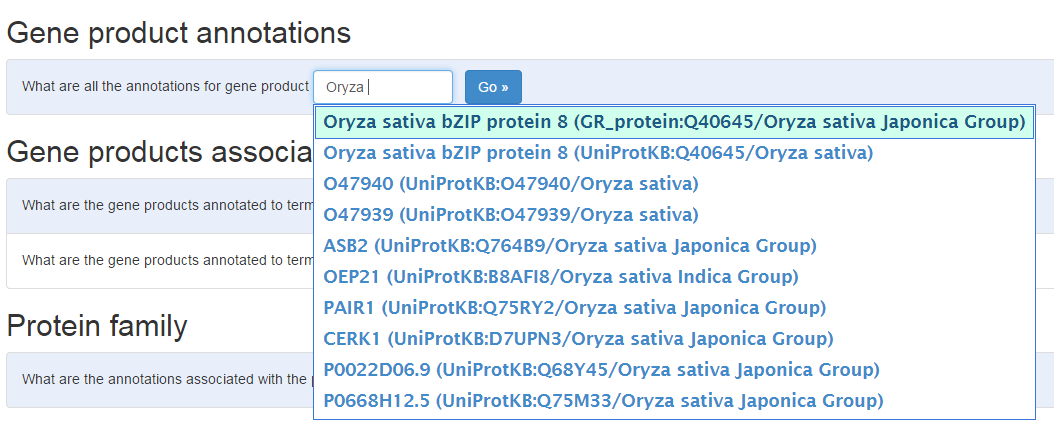 Gene product annotations
What are all the annotations for gene product Oryza Go »
Oryza sativa bZIP protein 8 (GR_protein:Q40645/Oryza sativa Japonica Group)
Oryza sativa bZIP protein 8 (UniProtKB:Q40645/Oryza sativa)
O47940 (UniProtKB:O47940/Oryza sativa)
O47939 (UniProtKB:O47939/Oryza sativa)
ASB2 (UniProtKB:Q764B9/Oryza sativa Japonica Group)
OEP21 (UniProtKB:B8AFI8/Oryza sativa Indica Group)
PAIR1 (UniProtKB:Q75RY2/Oryza sativa Japonica Group)
CERK1 (UniProtKB:D7UPN3/Oryza sativa Japonica Group)
P0022D06.9 (UniProtKB:Q68Y45/Oryza sativa Japonica Group)
P0668H12.5 (UniProtKB:Q75M33/Oryza sativa Japonica Group)
Gene products associa
What are the gene products annotated to term
What are the gene products annotated to term
Protein family
What are the annotations associated with the p